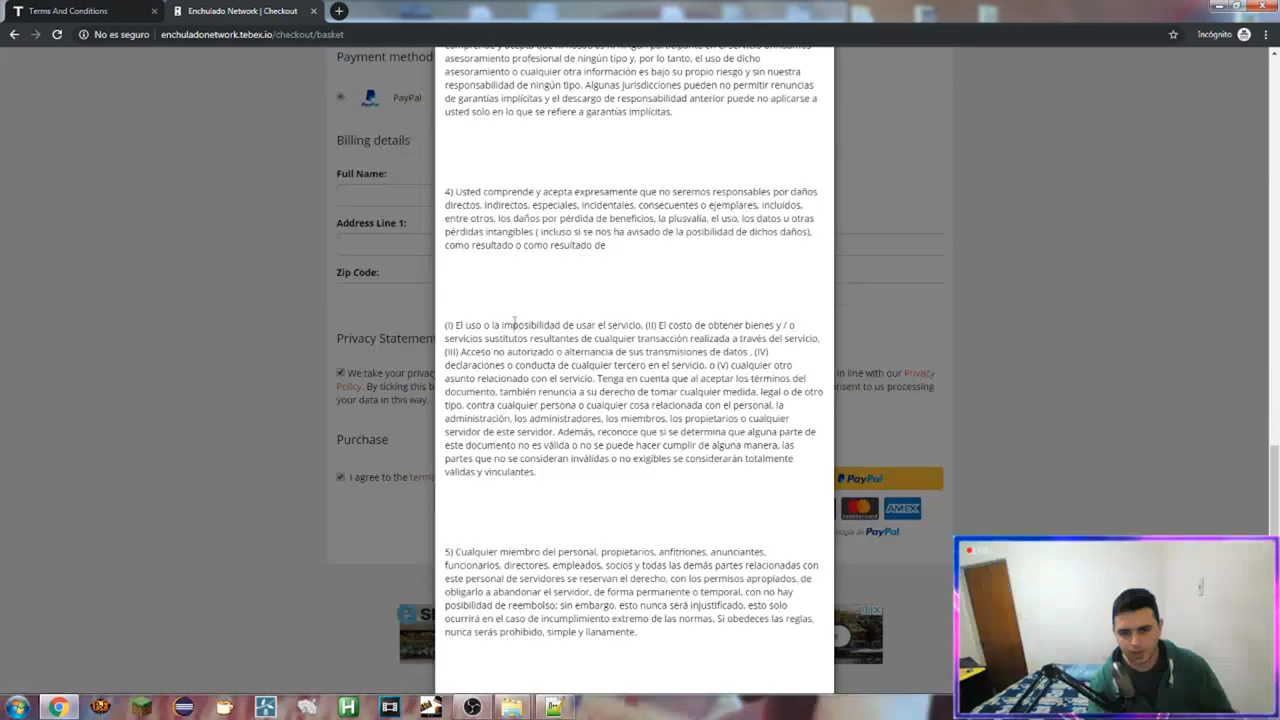 Terms And Conditions
Enchulado Network | Checkout
No es seguro
enchuladonetwork.tebex.io/checkout/basket
Incógnito
Payment method
PayPal
Billing details
Full Name:
Address Line 1:
Zip Code:
Privacy Statement
We take your privacy
Policy. By ticking this b
your data in this way.
in line with our Privacy
onsent to us processing
Purchase
I agree to the terms
PayPal
mastercard
AMEX
PayPal
asesoramiento profesional de ningún tipo y, por lo tanto, el uso de dicho
asesoramiento o cualquier otra información es bajo su propio riesgo y sin nuestra
responsabilidad de ningún tipo. Algunas jurisdicciones pueden no permitir renuncias
de garantías implícitas y el descargo de responsabilidad anterior puede no aplicarse a
usted solo en lo que se refiere a garantías implícitas.
4) Usted comprende y acepta expresamente que no seremos responsables por daños
directos, indirectos, especiales, incidentales, consecuentes o ejemplares, incluidos,
entre otros, los daños por pérdida de beneficios, la plusvalía, el uso, los datos u otras
pérdidas intangibles ( incluso si se nos ha avisado de la posibilidad de dichos daños),
como resultado o como resultado de
(I) El uso o la imposibilidad de usar el servicio, (II) El costo de obtener bienes y / o
servicios sustitutos resultantes de cualquier transacción realizada a través del servicio,
(III) Acceso no autorizado o alternancia de sus transmisiones de datos , (IV)
declaraciones o conducta de cualquier tercero en el servicio, o (V) cualquier otro
asunto relacionado con el servicio. Tenga en cuenta que al aceptar los términos del
documento, también renuncia a su derecho de tomar cualquier medida, legal o de otro
tipo, contra cualquier persona o cualquier cosa relacionada con el personal, la
administración, los administradores, los miembros, los propietarios o cualquier
servidor de este servidor. Además, reconoce que si se determina que alguna parte de
este documento no es válida o no se puede hacer cumplir de alguna manera, las
partes que no se consideran inválidas o no exigibles se considerarán totalmente
válidas y vinculantes.
5) Cualquier miembro del personal, propietarios, anfitriones, anunciantes,
funcionarios, directores, empleados, socios y todas las demás partes relacionadas con
este personal de servidores se reservan el derecho, con los permisos apropiados, de
obligarlo a abandonar el servidor, de forma permanente o temporal, con no hay
posibilidad de reembolso; sin embargo, esto nunca será injustificado, esto solo
ocurrirá en el caso de incumplimiento extremo de las normas. Si obedeces las reglas,
nunca serás prohibido, simple y llanamente.